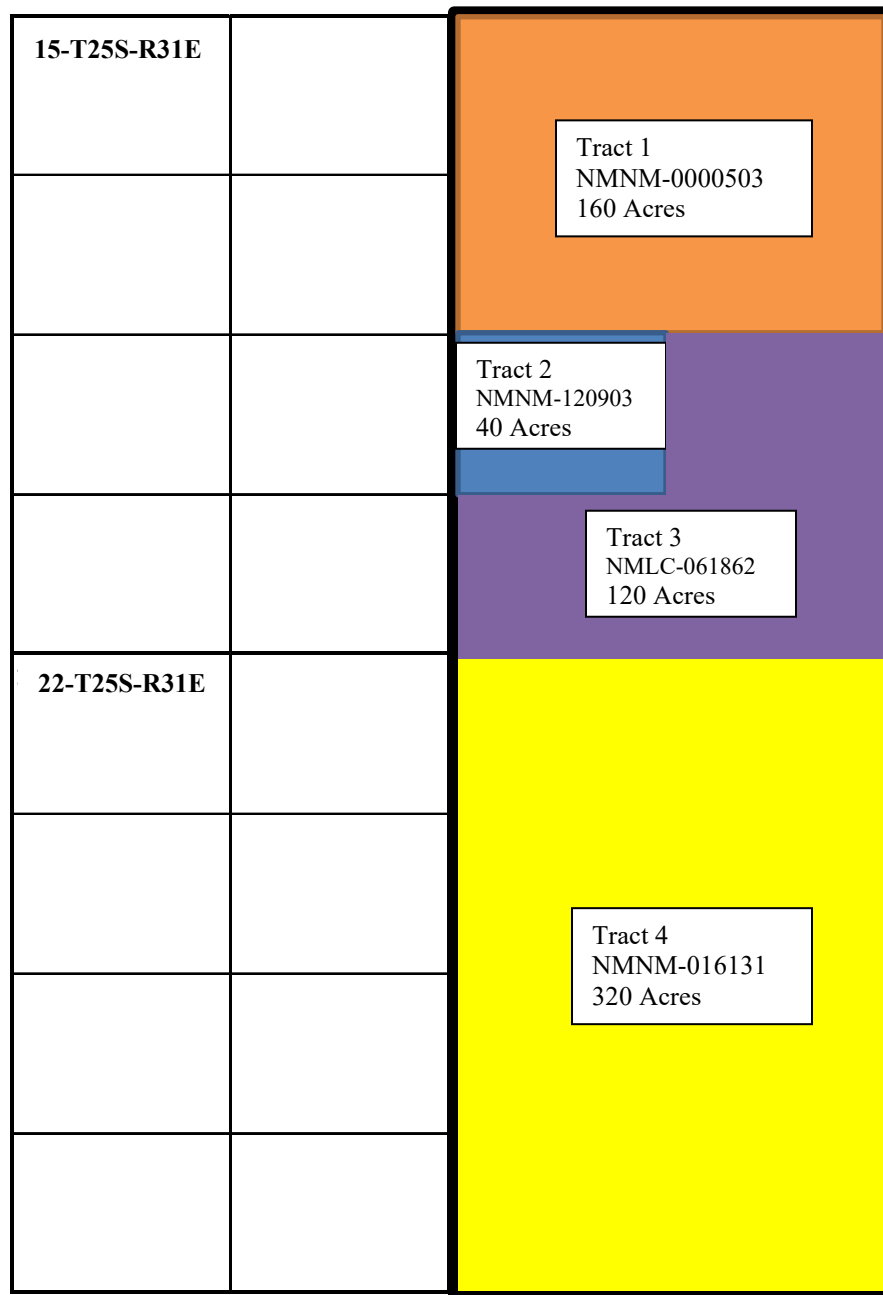 15-T25S-R31E
Tract 1
NMNM-0000503
160 Acres
Tract 2
NMNM-120903
40 Acres
Tract 3
NMLC-061862
120 Acres
22-T25S-R31E
Tract 4
NMNM-016131
320 Acres